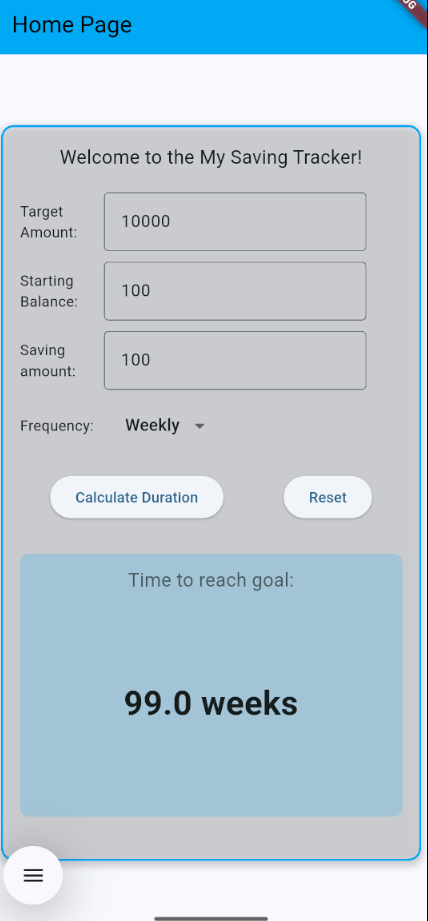 Home Page
Welcome to the My Saving Tracker!
Target
Amount:
10000
Starting
Balance:
100
Saving
amount:
100
Frequency:
Weekly
Calculate Duration
Reset
Time to reach goal:
99.0 weeks